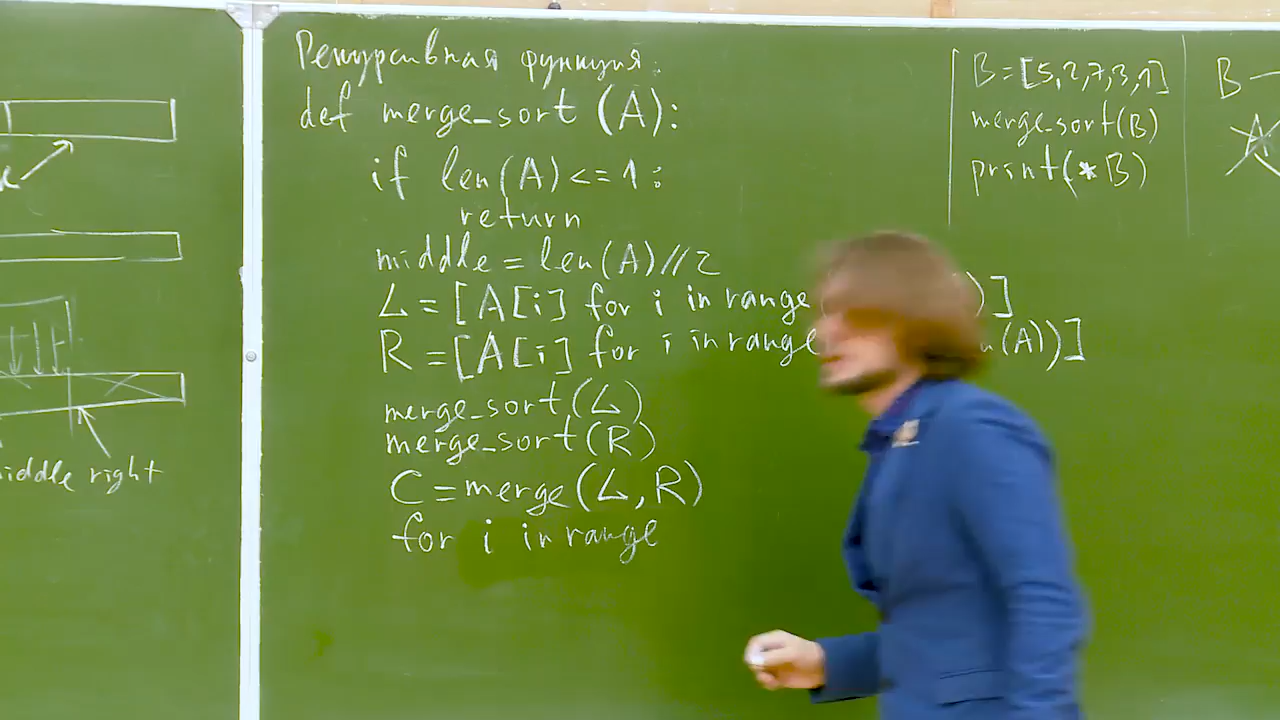 Рекурсивная функция:
def merge_sort (A):
if len(A)<=1:
return
middle=len(A)//2
L=[A[i] for i in range )]
R=[A[i] for i in range (A))]
merge_sort(L)
merge_sort(R)
C=merge(L,R)
for i in range
B=[5,2,7,3,1]
merge_sort(B)
print(*B)
B
right